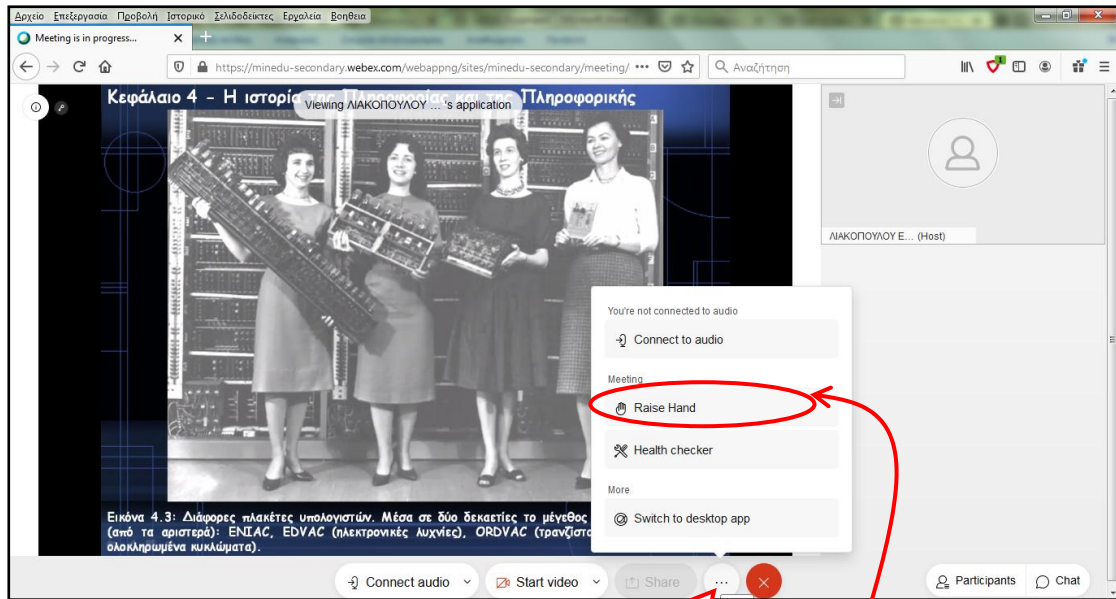 Αρχείο Επεξεργασία Προβολή Ιστορικό Σελιδοδείκτες Εργαλεία Βοήθεια
Meeting is in progress...
https://minedu-secondary.webex.com/webappng/sites/minedu-secondary/meeting/
Αναζήτηση
1
Κεφάλαιο 4 - Η ιστορία της Πληροφορίας και της Πληροφορικής
Viewing ΛΙΑΚΟΠΟΥΛΟΥ ... 's application
ΛΙΑΚΟΠΟΥΛΟΥ Ε... (Host)
You're not connected to audio
Connect to audio
Meeting
Raise Hand
Health checker
More
Switch to desktop app
Εικόνα 4.3: Διάφορες πλακέτες υπολογιστών. Μέσα σε δύο δεκαετίες το μέγεθος
(από τα αριστερά): ENIAC, EDVAC (ηλεκτρονικές λυχνίες), ORDVAC (τρανζίστο
ολοκληρωμένα κυκλώματα).
Connect audio
Start video
Share
Participants
Chat